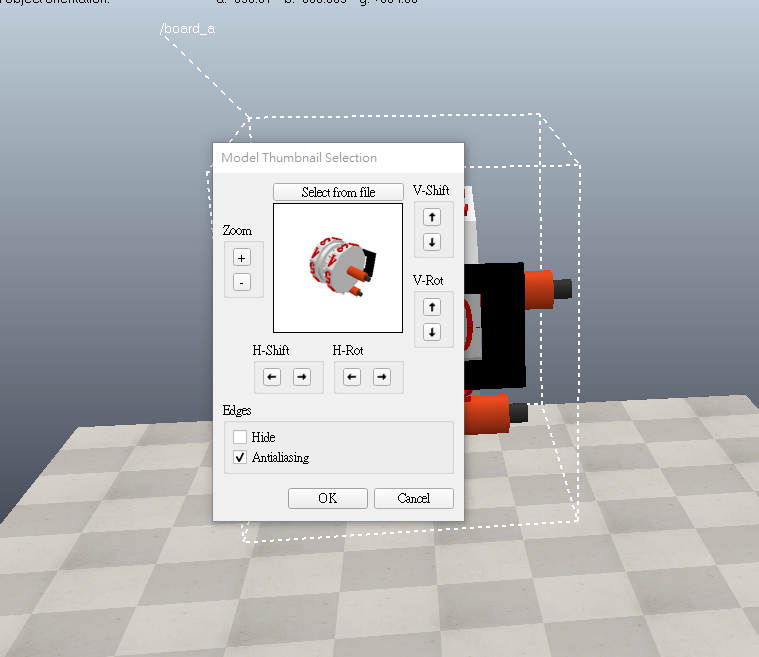 /board_a
Model Thumbnail Selection
Select from file
V-Shift
Zoom
+
-
V-Rot
H-Shift
H-Rot
Edges
Hide
Antialiasing
OK
Cancel